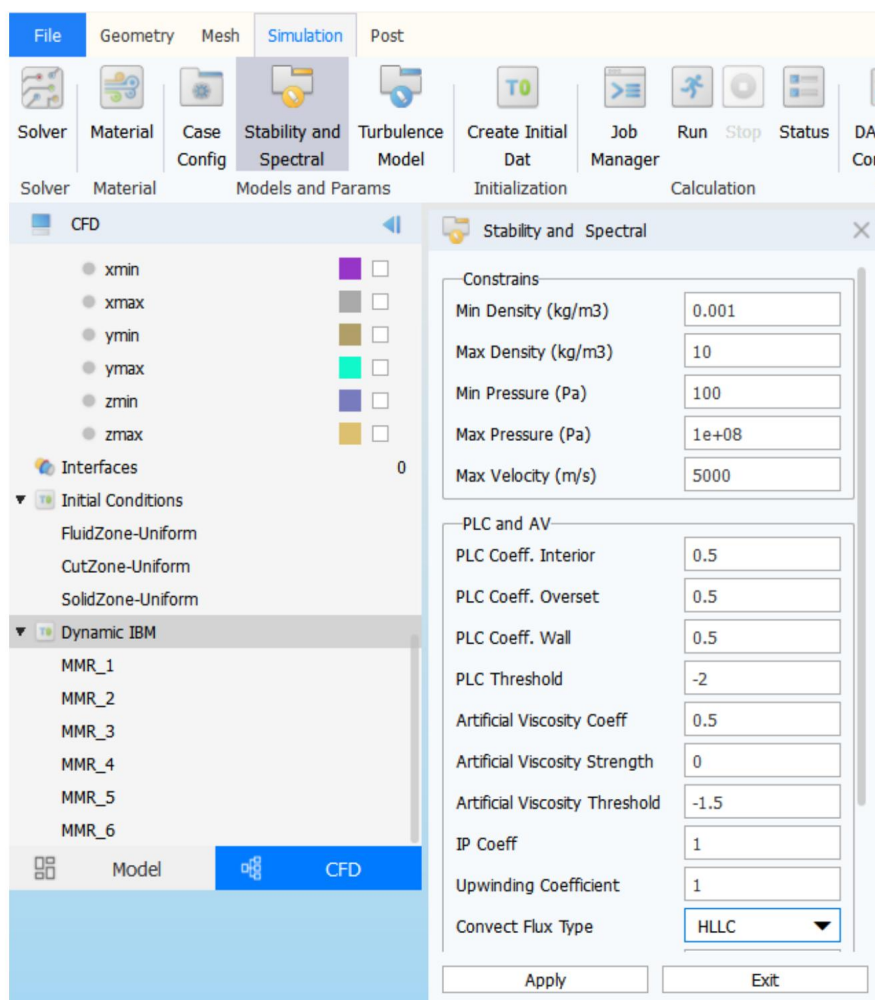 File Geometry Mesh Simulation Post
Solver Material Case Config Stability and Spectral Turbulence Model Create Initial Dat Job Manager Run Stop Status
Solver Material Models and Params Initialization Calculation
CFD
xmin
xmax
ymin
ymax
zmin
zmax
Interfaces 0
T0 Initial Conditions
FluidZone-Uniform
CutZone-Uniform
SolidZone-Uniform
T0 Dynamic IBM
MMR_1
MMR_2
MMR_3
MMR_4
MMR_5
MMR_6
Model CFD
Stability and Spectral
Constrains
Min Density (kg/m3) 0.001
Max Density (kg/m3) 10
Min Pressure (Pa) 100
Max Pressure (Pa) 1e+08
Max Velocity (m/s) 5000
PLC and AV
PLC Coeff. Interior 0.5
PLC Coeff. Overset 0.5
PLC Coeff. Wall 0.5
PLC Threshold -2
Artificial Viscosity Coeff 0.5
Artificial Viscosity Strength 0
Artificial Viscosity Threshold -1.5
IP Coeff 1
Upwinding Coefficient 1
Convect Flux Type HLLC
Apply Exit